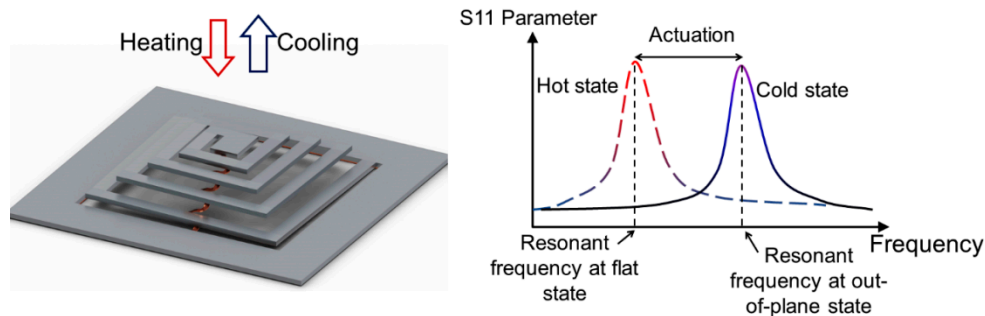 Heating
Cooling
S11 Parameter
Actuation
Hot state
Cold state
Frequency
Resonant
frequency at flat
state
Resonant
frequency at out-
of-plane state